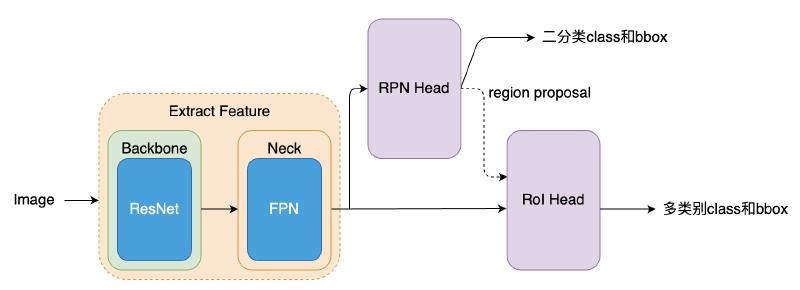 二分类class和bbox
RPN Head
region proposal
Extract Feature
Backbone
Neck
Image
ResNet
FPN
RoI Head
多类别class和bbox